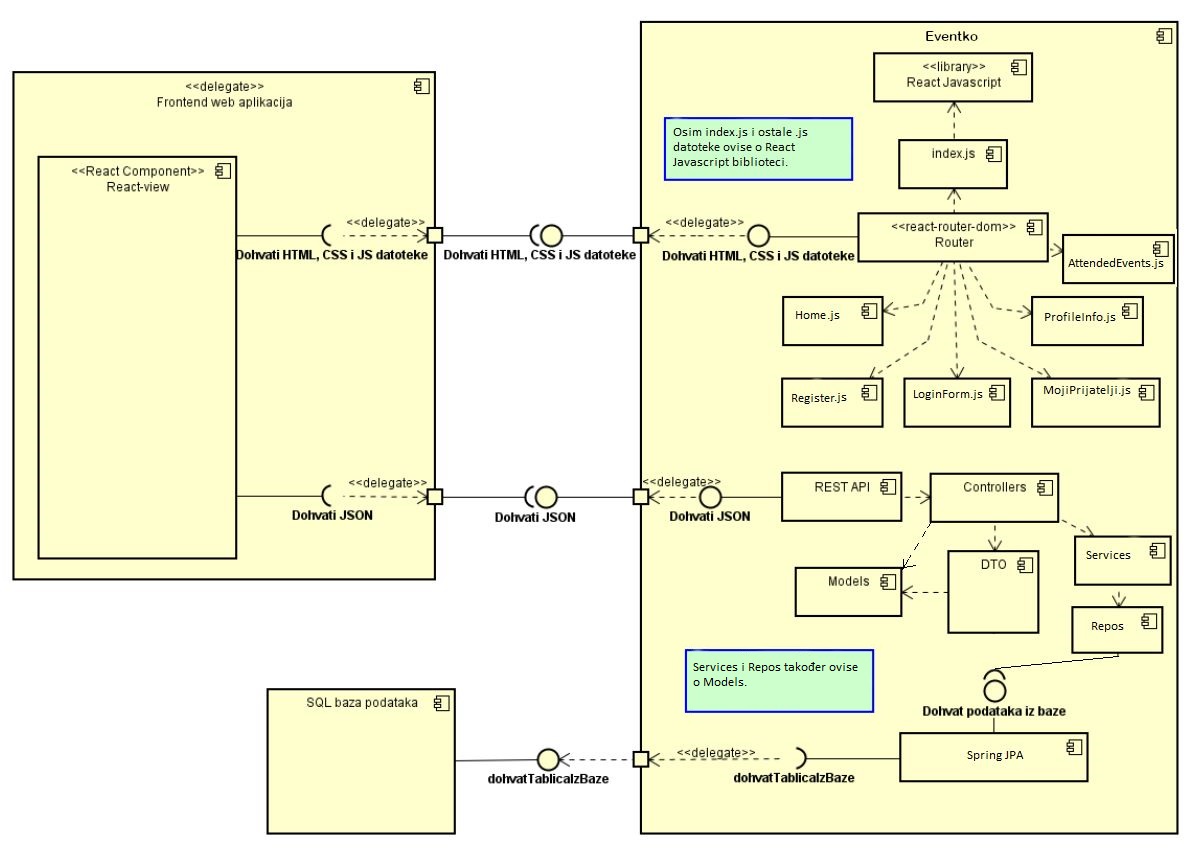 Eventko
<<library>>
React Javascript
<<delegate>>
Frontend web aplikacija
Osim index.js i ostale .js
datoteke ovise o React
Javascript biblioteci.
index.js
<<React Component>>
React-view
<<delegate>>
Dohvati HTML, CSS i JS datoteke
Dohvati HTML, CSS i JS datoteke
<<delegate>>
Dohvati HTML, CSS i JS datoteke
<<react-router-dom>>
Router
AttendedEvents.js
Home.js
ProfileInfo.js
Register.js
LoginForm.js
MojiPrijatelji.js
<<delegate>>
Dohvati JSON
Dohvati JSON
<<delegate>>
Dohvati JSON
REST API
Controllers
Services
DTO
Models
Repos
Services i Repos također ovise
o Models.
Dohvat podataka iz baze
SQL baza podataka
dohvatTablicaIzBaze
<<delegate>>
dohvatTablicaIzBaze
Spring JPA